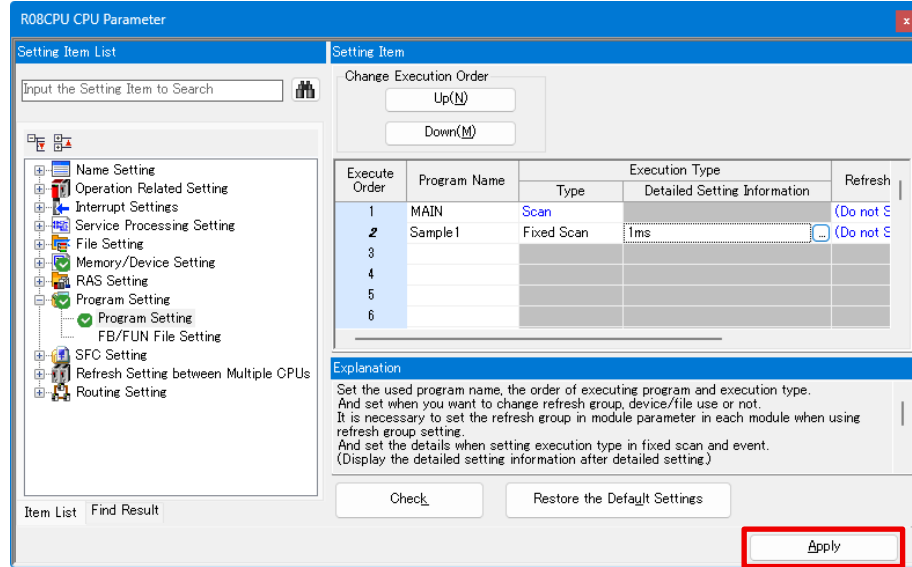 R08CPU CPU Parameter
x
Setting Item List
Input the Setting Item to Search
Name Setting
Operation Related Setting
Interrupt Settings
Service Processing Setting
File Setting
Memory/Device Setting
RAS Setting
Program Setting
Program Setting
FB/FUN File Setting
SFC Setting
Refresh Setting between Multiple CPUs
Routing Setting
Item List Find Result
Setting Item
Change Execution Order
Up(N)
Down(M)
Execute Order Program Name Execution Type Refresh
Type Detailed Setting Information
1 MAIN Scan (Do not S
2 Sample1 Fixed Scan 1ms ... (Do not S
3
4
5
6
Explanation
Set the used program name, the order of executing program and execution type.
And set when you want to change refresh group, device/file use or not.
It is necessary to set the refresh group in module parameter in each module when using
refresh group setting.
And set the details when setting execution type in fixed scan and event.
(Display the detailed setting information after detailed setting.)
Check Restore the Default Settings
Apply